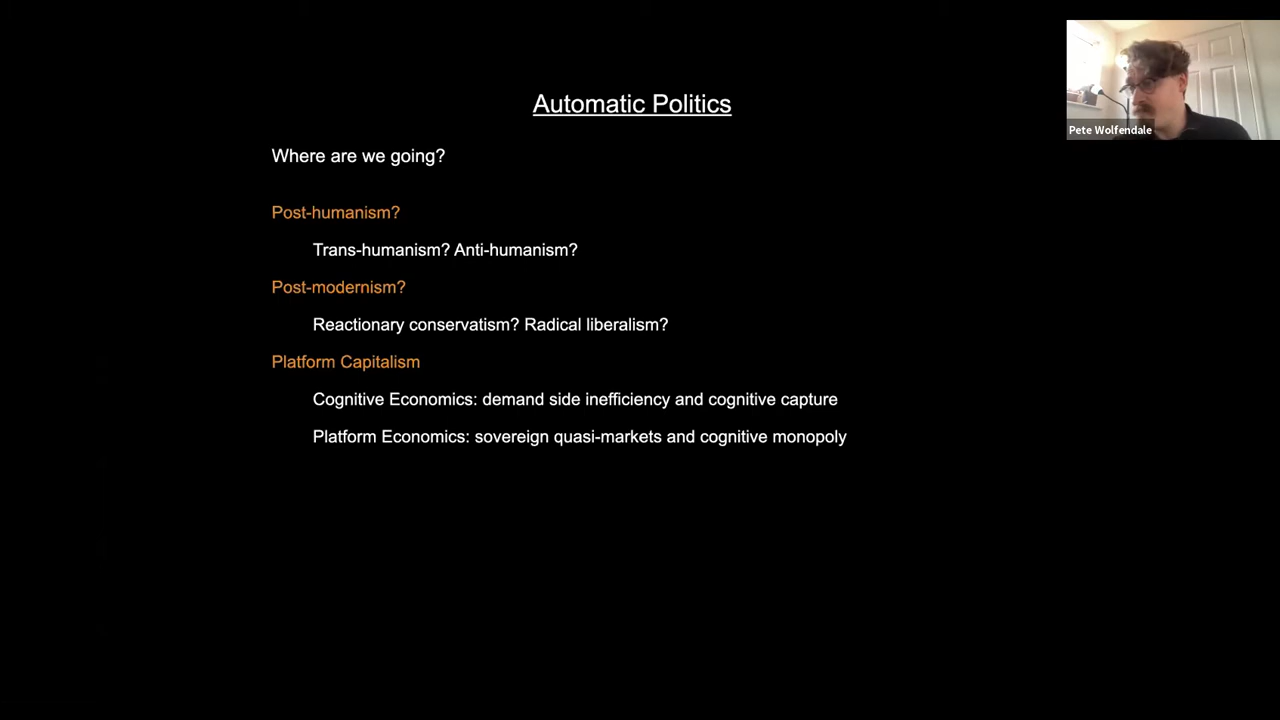 Automatic Politics
Pete Wolfendale
Where are we going?
Post-humanism?
Trans-humanism? Anti-humanism?
Post-modernism?
Reactionary conservatism? Radical liberalism?
Platform Capitalism
Cognitive Economics: demand side inefficiency and cognitive capture
Platform Economics: sovereign quasi-markets and cognitive monopoly